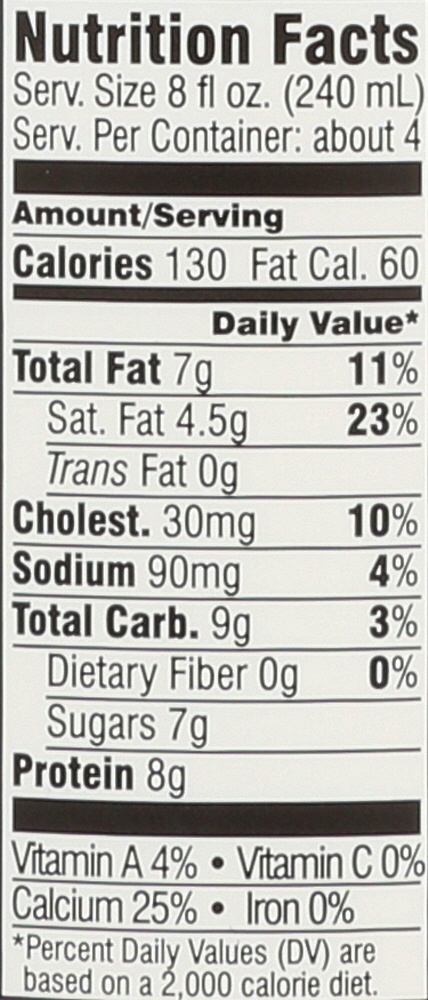 Nutrition Facts
Serv. Size 8 fl oz. (240 mL)
Serv. Per Container: about 4
Amount/Serving
Calories 130 Fat Cal. 60
Daily Value*
Total Fat 7g 11%
Sat. Fat 4.5g 23%
Trans Fat 0g
Cholest. 30mg 10%
Sodium 90mg 4%
Total Carb. 9g 3%
Dietary Fiber 0g 0%
Sugars 7g
Protein 8g
Vitamin A 4% • Vitamin C 0%
Calcium 25% • Iron 0%
*Percent Daily Values (DV) are
based on a 2,000 calorie diet.